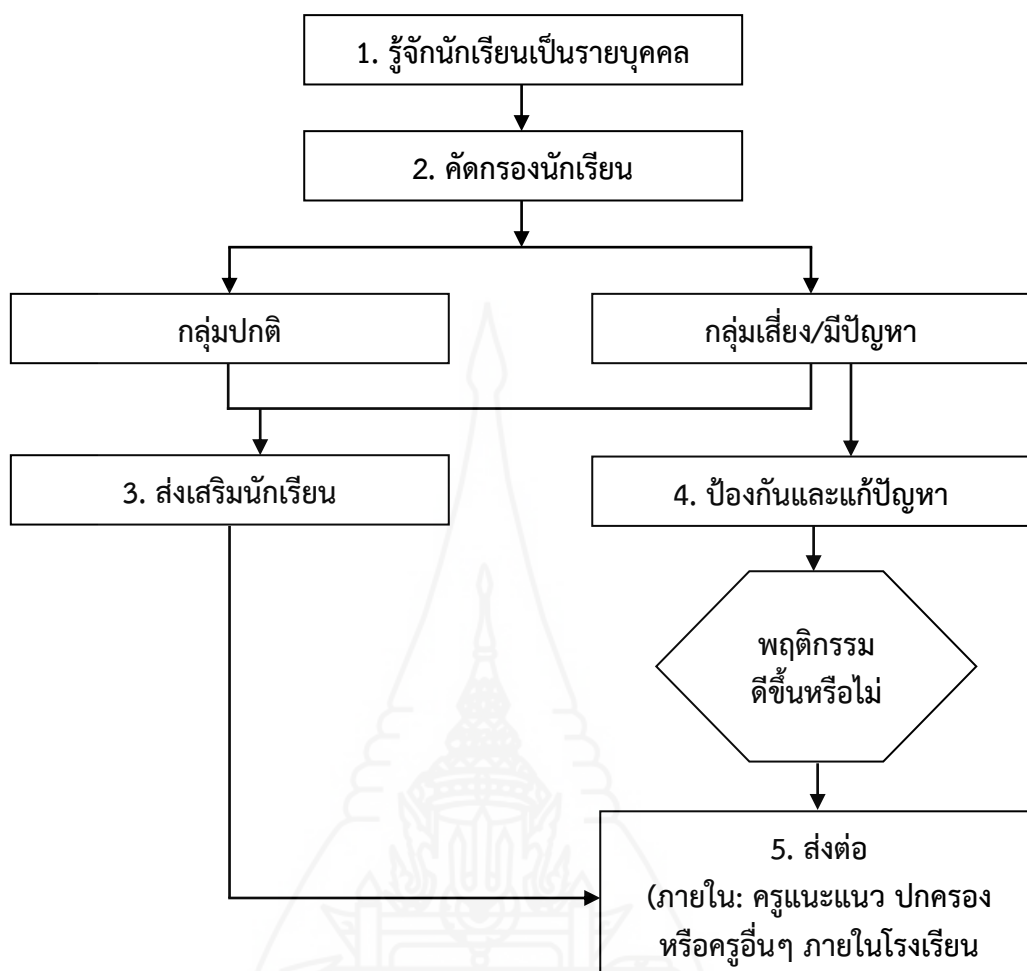 1. รู้จักนักเรียนเป็นรายบุคคล
2. คัดกรองนักเรียน
กลุ่มปกติ
กลุ่มเสี่ยง/มีปัญหา
3. ส่งเสริมนักเรียน
4. ป้องกันและแก้ปัญหา
พฤติกรรม
ดีขึ้นหรือไม่
5. ส่งต่อ
(ภายใน: ครูแนะแนว ปกครอง
หรือครูอื่นๆ ภายในโรงเรียน